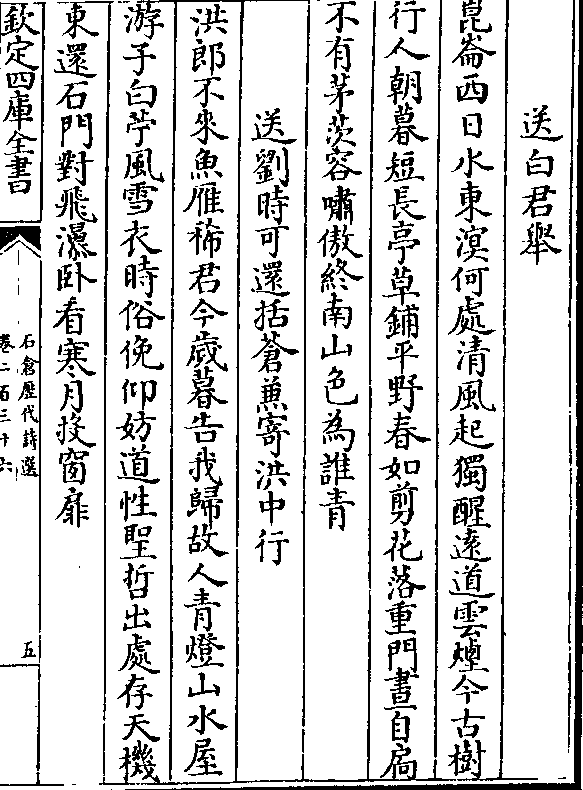 送白君舉
崑崙西日水東溟何處清風起獨醒遠道雲煙今古樹
行人朝暮短長亭草鋪平野春如剪花落重門晝自扃
不有茅茨容嘯傲終南山色為誰青
送劉時可還括蒼蒹寄洪中行
洪郎不來魚雁稀君今歲暮告我歸故人青燈山水屋
游子白苧風雪衣時俗俛仰妨道性聖哲出處存天機
東還石門對飛瀑卧看寒月投窗扉
欽定四庫全書
石倉歷代詩選
卷二百三十六
五